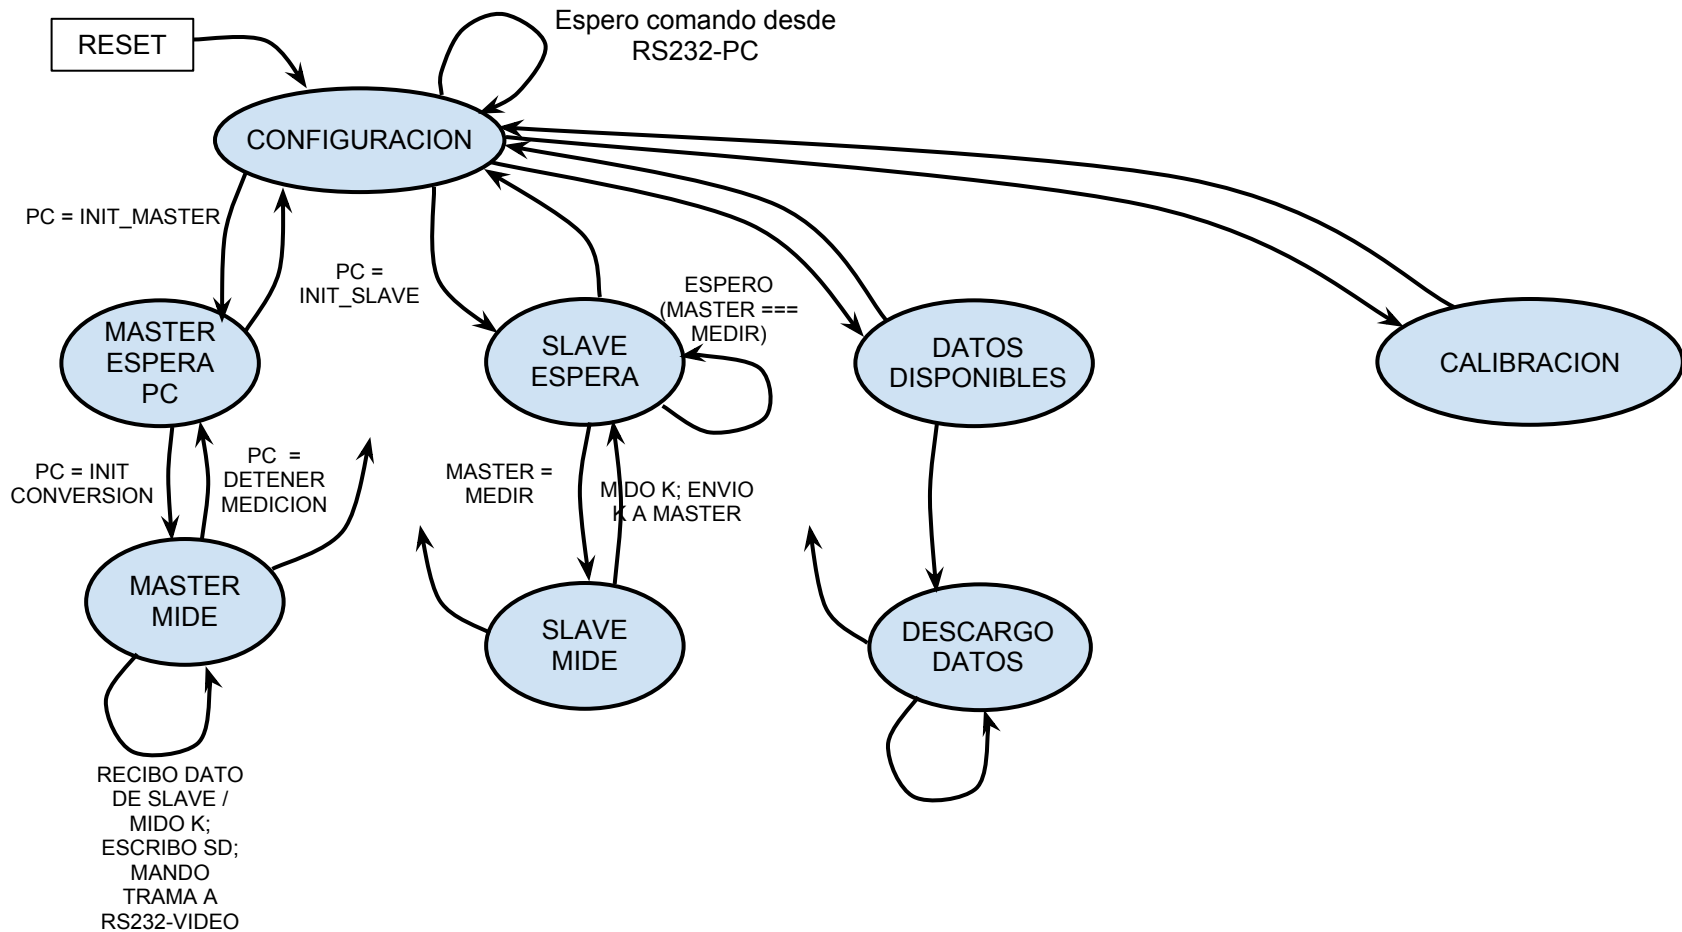 Espero comando desde
RS232-PC
RESET
CONFIGURACION
PC = INIT_MASTER
PC =
INIT_SLAVE
ESPERO
(MASTER ===
MEDIR)
MASTER
ESPERA
PC
SLAVE
ESPERA
DATOS
DISPONIBLES
CALIBRACION
PC = INIT
CONVERSION
PC =
DETENER
MEDICION
MASTER =
MEDIR
MIDO K; ENVIO
K A MASTER
MASTER
MIDE
SLAVE
MIDE
DESCARGO
DATOS
RECIBO DATO
DE SLAVE /
MIDO K;
ESCRIBO SD;
MANDO
TRAMA A
RS232-VIDEO